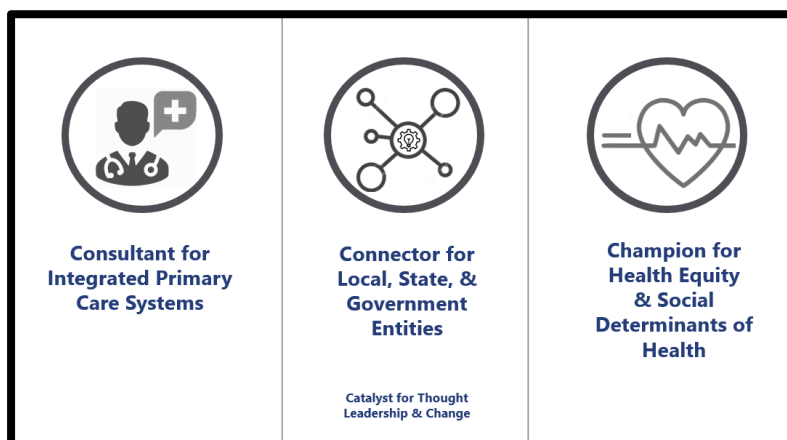 Consultant for
Integrated Primary
Care Systems
Connector for
Local, State, &
Government
Entities
Catalyst for Thought
Leadership & Change
Champion for
Health Equity
& Social
Determinants of
Health